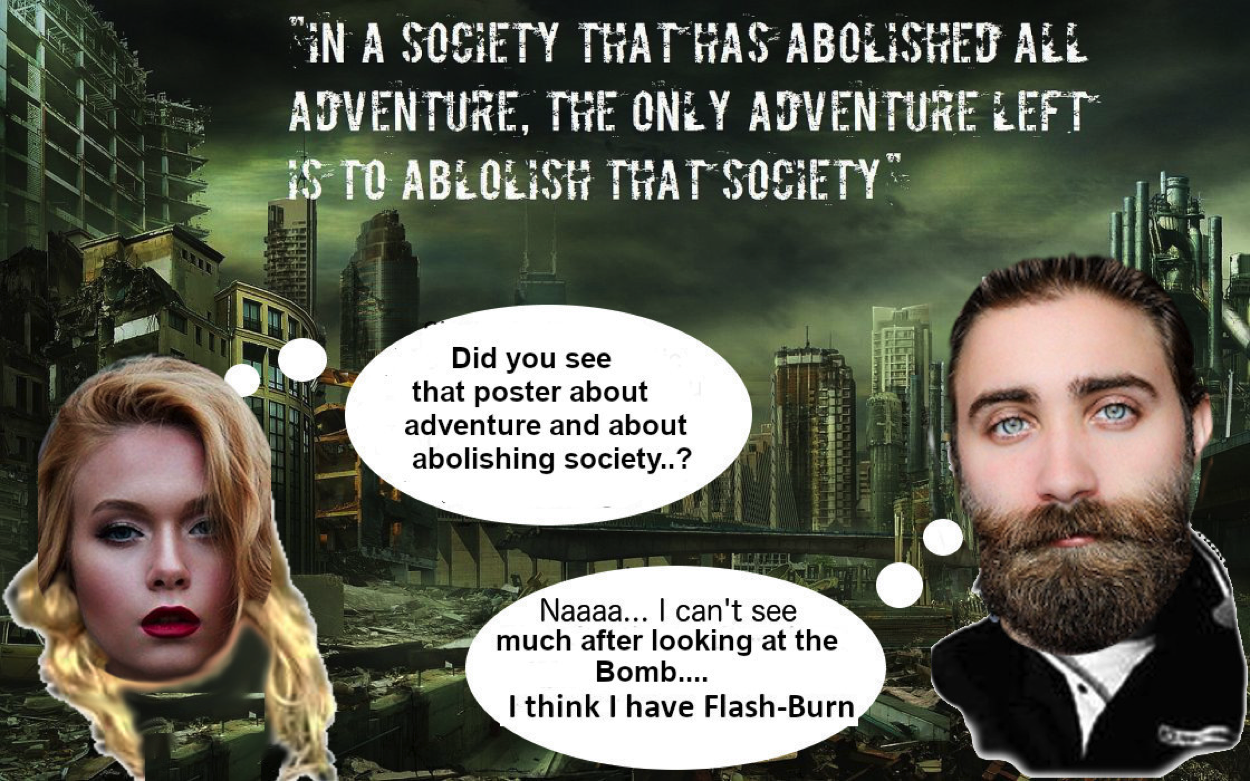 "IN A SOCIETY THAT HAS ABOLISHED ALL
ADVENTURE, THE ONLY ADVENTURE LEFT
IS TO ABLOLISH THAT SOCIETY"
Did you see
that poster about
adventure and about
abolishing society..?
Naaaa... I can't see
much after looking at the
Bomb....
I think I have Flash-Burn